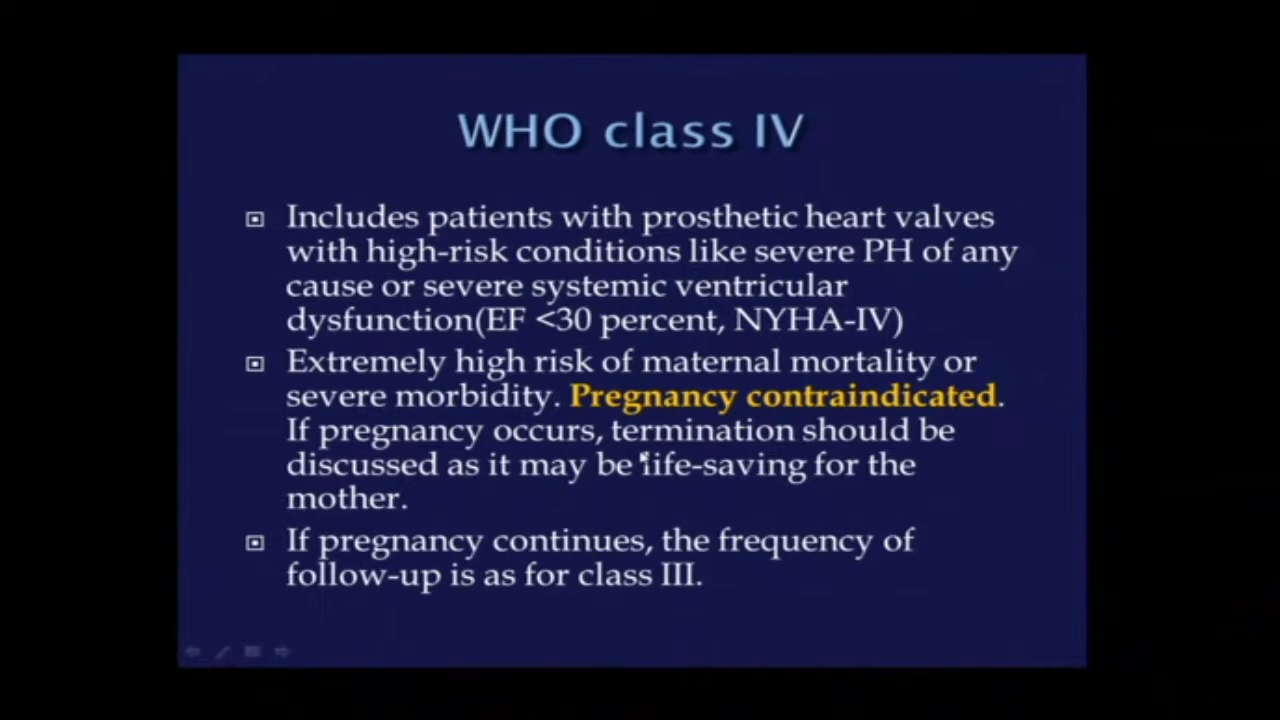 WHO class IV
Includes patients with prosthetic heart valves
with high-risk conditions like severe PH of any
cause or severe systemic ventricular
dysfunction(EF <30 percent, NYHA-IV)
Extremely high risk of maternal mortality or
severe morbidity. Pregnancy contraindicated.
If pregnancy occurs, termination should be
discussed as it may be life-saving for the
mother.
If pregnancy continues, the frequency of
follow-up is as for class III.